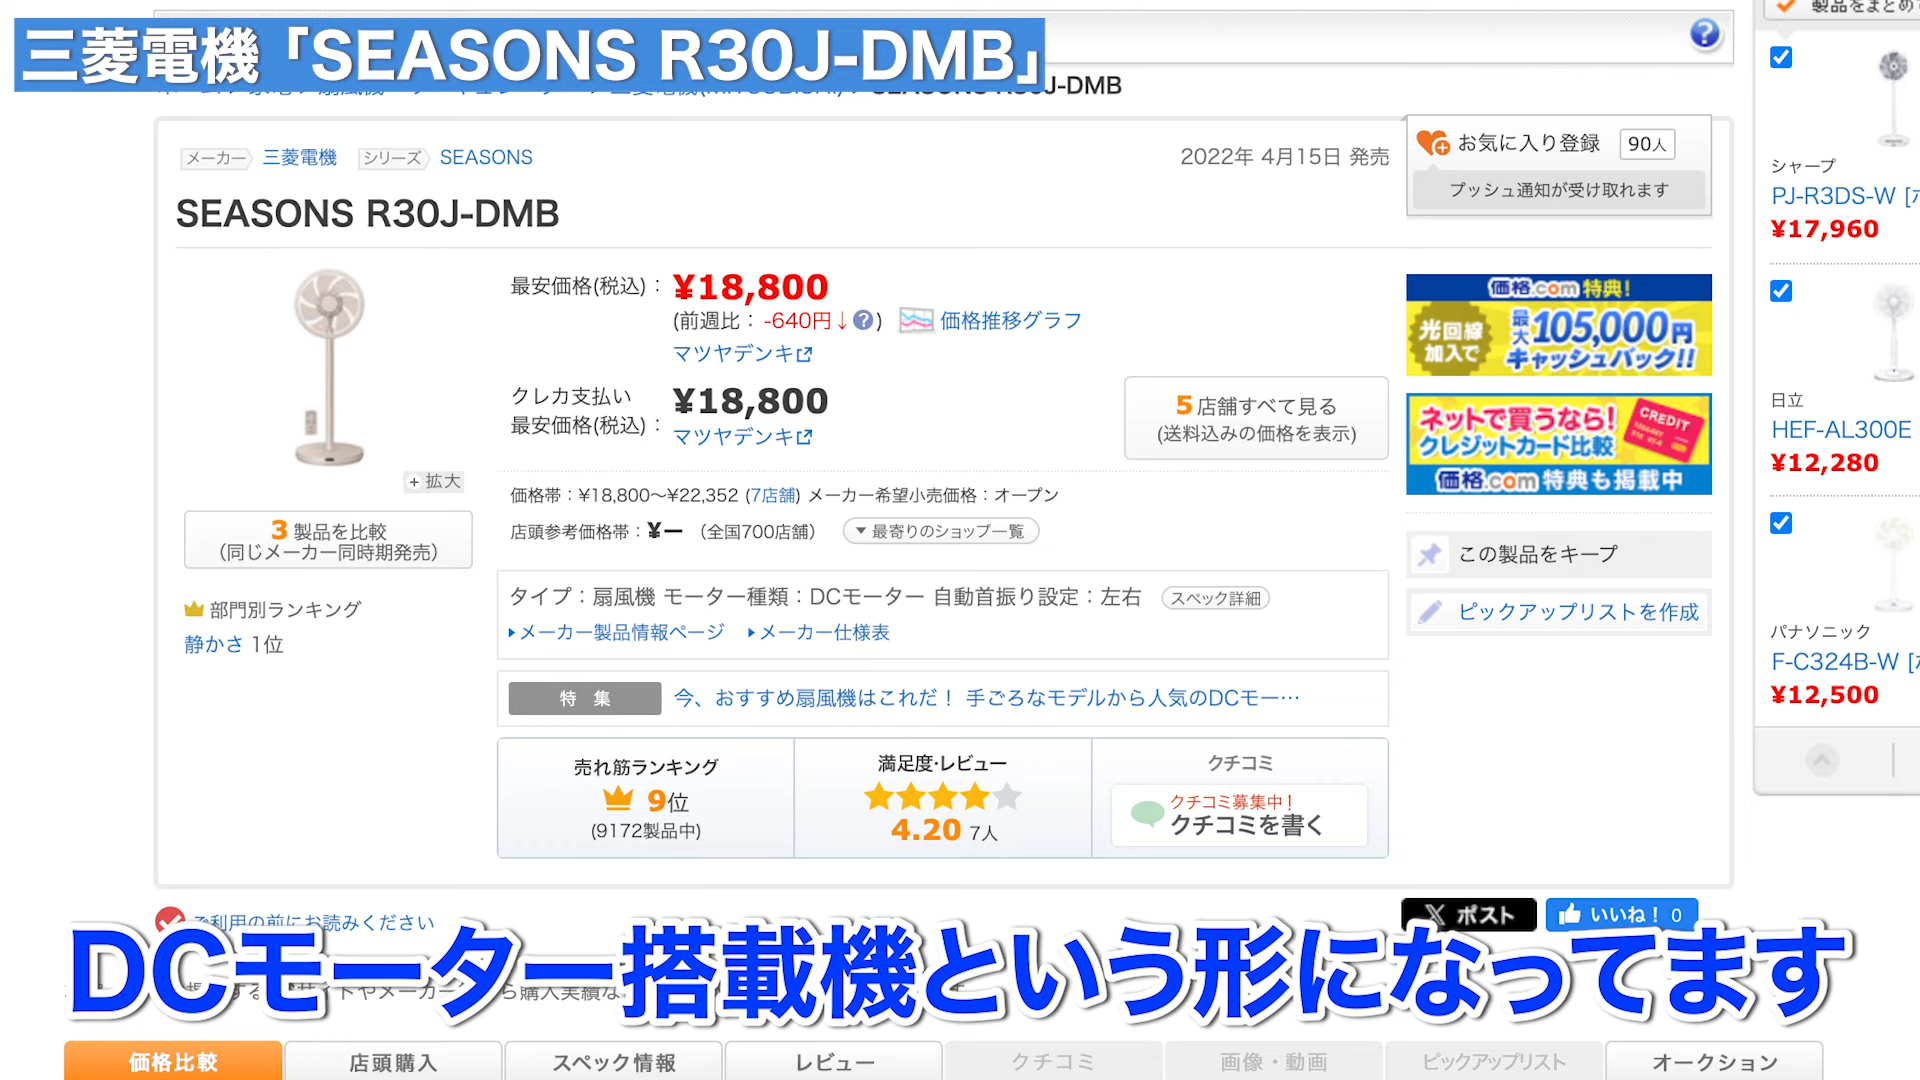 三菱電機「SEASONS R30J-DMB」
J-DMB
メーカー 三菱電機 シリーズ SEASONS
2022年 4月15日 発売
SEASONS R30J-DMB
お気に入り登録 90人
プッシュ通知が受け取れます
最安価格(税込)： ¥18,800
(前週比：-640円↓?) 価格推移グラフ
マツヤデンキ
クレカ支払い
最安価格(税込)： ¥18,800
マツヤデンキ
5店舗すべて見る
(送料込みの価格を表示)
+ 拡大
3 製品を比較
(同じメーカー同時期発売)
価格帯：¥18,800〜¥22,352 (7店舗) メーカー希望小売価格：オープン
店頭参考価格帯：¥ー (全国700店舗) ▼最寄りのショップ一覧
部門別ランキング
静かさ 1位
タイプ：扇風機 モーター種類：DCモーター 自動首振り設定：左右 スペック詳細
メーカー製品情報ページ メーカー仕様表
特 集 今、おすすめ扇風機はこれだ！ 手ごろなモデルから人気のDCモー…
売れ筋ランキング
9位
(9172製品中)
満足度・レビュー
4.20 7人
クチコミ
クチコミ募集中！
クチコミを書く
価格.com 特典！
光回線加入で 最大105,000円
キャッシュバック!!
ネットで買うなら！
クレジットカード比較
CREDIT
価格.com 特典も掲載中
この製品をキープ
ピックアップリストを作成
製品をまとめて
シャープ
PJ-R3DS-W [ホ
¥17,960
日立
HEF-AL300E
¥12,280
パナソニック
F-C324B-W [ホ
¥12,500
ご利用の前にお読みください
ポスト
いいね！ 0
DCモーター搭載機という形になってます
価格比較 店頭購入 スペック情報 レビュー クチコミ 画像・動画 ピックアップリスト オークション